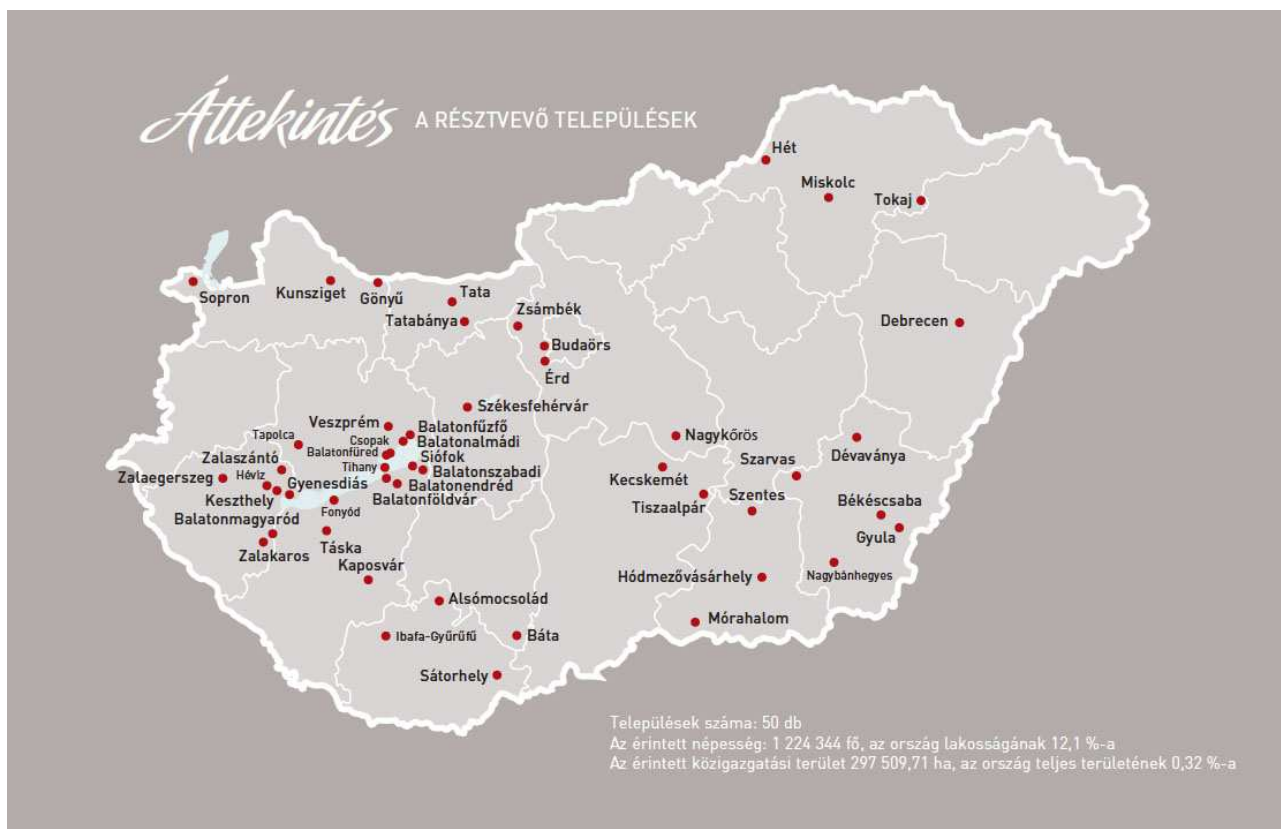 Áttekintés A RÉSZTVEVŐ TELEPÜLÉSEK
Hét
Miskolc
Tokaj
Sopron
Kunsziget
Gönyű
Tata
Tatabánya
Zsámbék
Budaörs
Érd
Debrecen
Székesfehérvár
Veszprém
Balatonfűzfő
Csopak
Balatonalmádi
Tapolca
Balatonfüred
Siófok
Zalaszántó
Tihany
Balatonszabadi
Zalaegerszeg
Hévíz
Gyenesdiás
Balatonendréd
Keszthely
Balatonföldvár
Fonyód
Balatonmagyaród
Zalakaros
Táska
Kaposvár
Nagykőrös
Kecskemét
Szarvas
Dévaványa
Tiszaalpár
Szentes
Békéscsaba
Gyula
Hódmezővásárhely
Nagybánhegyes
Mórahalom
Alsómocsolád
Ibafa-Gyűrűfű
Báta
Sátorhely
Települések száma: 50 db
Az érintett népesség: 1 224 344 fő, az ország lakosságának 12,1 %-a
Az érintett közigazgatási terület 297 509,71 ha, az ország teljes területének 0,32 %-a